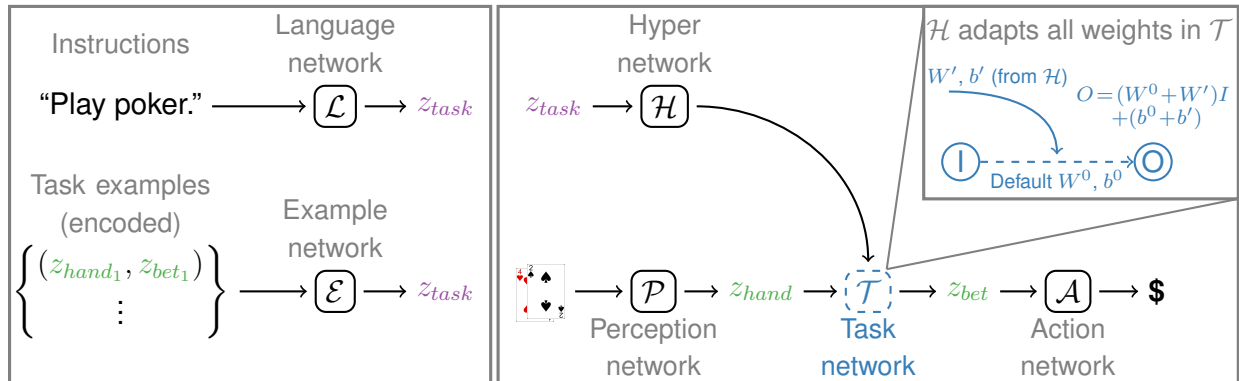 Instructions
Language
network
“Play poker.”
ℒ
z_task
Task examples
(encoded)
Example
network
{(z_hand₁, z_bet₁)
⋮}
ℰ
z_task
Hyper
network
z_task
ℋ
ℋ adapts all weights in 𝒯
W′, b′ (from ℋ)
O=(W⁰+W′)I
+(b⁰+b′)
I
O
Default W⁰, b⁰
𝒫
z_hand
𝒯
z_bet
𝒜
$
Perception
network
Task
network
Action
network